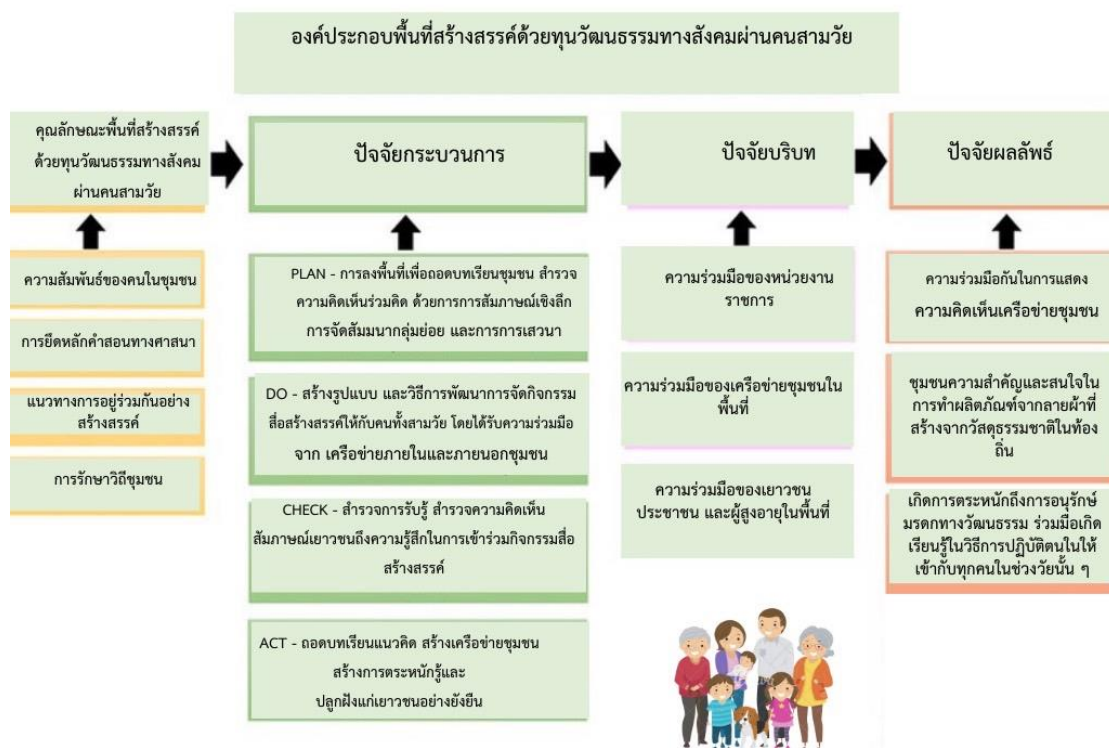 องค์ประกอบพื้นที่สร้างสรรค์ด้วยทุนวัฒนธรรมทางสังคมผ่านคนสามวัย
คุณลักษณะพื้นที่สร้างสรรค์
ด้วยทุนวัฒนธรรมทางสังคม
ผ่านคนสามวัย
ความสัมพันธ์ของคนในชุมชน
การยึดหลักคำสอนทางศาสนา
แนวทางการอยู่ร่วมกันอย่าง
สร้างสรรค์
การรักษาวิถีชุมชน
ปัจจัยกระบวนการ
PLAN - การลงพื้นที่เพื่อถอดบทเรียนชุมชน สำรวจ
ความคิดเห็นร่วมคิด ด้วยการการสัมภาษณ์เชิงลึก
การจัดสัมมนากลุ่มย่อย และการการเสวนา
DO - สร้างรูปแบบ และวิธีการพัฒนาการจัดกิจกรรม
สื่อสร้างสรรค์ให้กับคนทั้งสามวัย โดยได้รับความร่วมมือ
จาก เครือข่ายภายในและภายนอกชุมชน
CHECK - สำรวจการรับรู้ สำรวจความคิดเห็น
สัมภาษณ์เยาวชนถึงความรู้สึกในการเข้าร่วมกิจกรรมสื่อ
สร้างสรรค์
ACT - ถอดบทเรียนแนวคิด สร้างเครือข่ายชุมชน
สร้างการตระหนักรู้และ
ปลูกฝังแก่เยาวชนอย่างยั่งยืน
ปัจจัยบริบท
ความร่วมมือของหน่วยงาน
ราชการ
ความร่วมมือของเครือข่ายชุมชนใน
พื้นที่
ความร่วมมือของเยาวชน
ประชาชน และผู้สูงอายุในพื้นที่
ปัจจัยผลลัพธ์
ความร่วมมือกันในการแสดง
ความคิดเห็นเครือข่ายชุมชน
ชุมชนความสำคัญและสนใจใน
การทำผลิตภัณฑ์จากลายผ้าที่
สร้างจากวัสดุธรรมชาติในท้อง
ถิ่น
เกิดการตระหนักถึงการอนุรักษ์
มรดกทางวัฒนธรรม ร่วมมือเกิด
เรียนรู้ในวิธีการปฏิบัติตนในให้
เข้ากับทุกคนในช่วงวัยนั้น ๆ